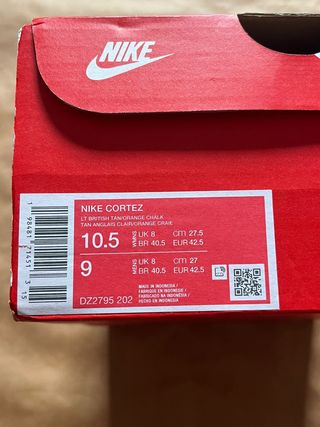 NIKE
NIKE CORTEZ
LT BRITISH TAN/ORANGE CHALK
TAN ANGLAIS CLAIR/ORANGE CRAIE
10.5 WMNS UK 8 cm 27.5
BR 40.5 EUR 42.5
9 MENS UK 8 cm 27
BR 40.5 EUR 42.5
DZ2795 202
MADE IN INDONESIA
FABRIQUÉ EN INDONÉSIE
FABRICADO NA INDONÉSIA
HECHO EN INDONESIA